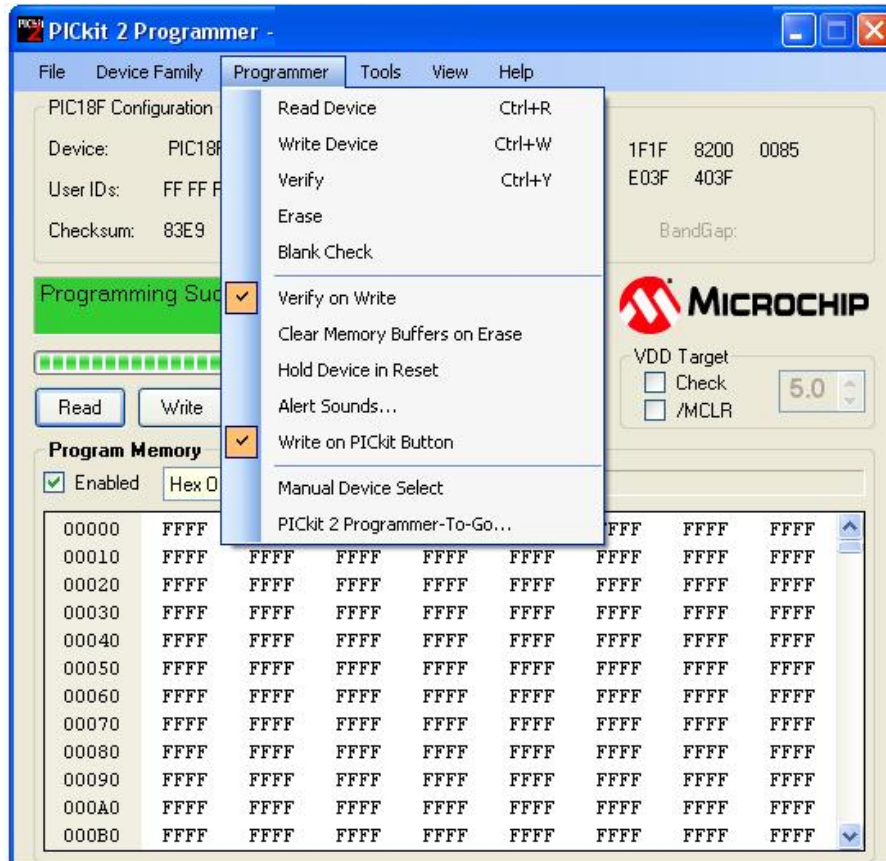 PICkit 2 Programmer -
File Device Family Programmer Tools View Help
PIC18F Configuration
Read Device Ctrl+R
Device: PIC18F
Write Device Ctrl+W
1F1F 8200 0085
Verify Ctrl+Y
E03F 403F
User IDs: FF FF F
Erase
Checksum: 83E9
BandGap:
Blank Check
Programming Suc
Verify on Write
MICROCHIP
Clear Memory Buffers on Erase
VDD Target
Hold Device in Reset
Check
5.0
Read Write
Alert Sounds...
/MCLR
Program Memory
Write on PICkit Button
Enabled Hex O
Manual Device Select
PICkit 2 Programmer-To-Go...
00000 FFFF FFFF FFFF FFFF
00010 FFFF FFFF FFFF FFFF FFFF FFFF FFFF FFFF
00020 FFFF FFFF FFFF FFFF FFFF FFFF FFFF FFFF
00030 FFFF FFFF FFFF FFFF FFFF FFFF FFFF FFFF
00040 FFFF FFFF FFFF FFFF FFFF FFFF FFFF FFFF
00050 FFFF FFFF FFFF FFFF FFFF FFFF FFFF FFFF
00060 FFFF FFFF FFFF FFFF FFFF FFFF FFFF FFFF
00070 FFFF FFFF FFFF FFFF FFFF FFFF FFFF FFFF
00080 FFFF FFFF FFFF FFFF FFFF FFFF FFFF FFFF
00090 FFFF FFFF FFFF FFFF FFFF FFFF FFFF FFFF
000A0 FFFF FFFF FFFF FFFF FFFF FFFF FFFF FFFF
000B0 FFFF FFFF FFFF FFFF FFFF FFFF FFFF FFFF